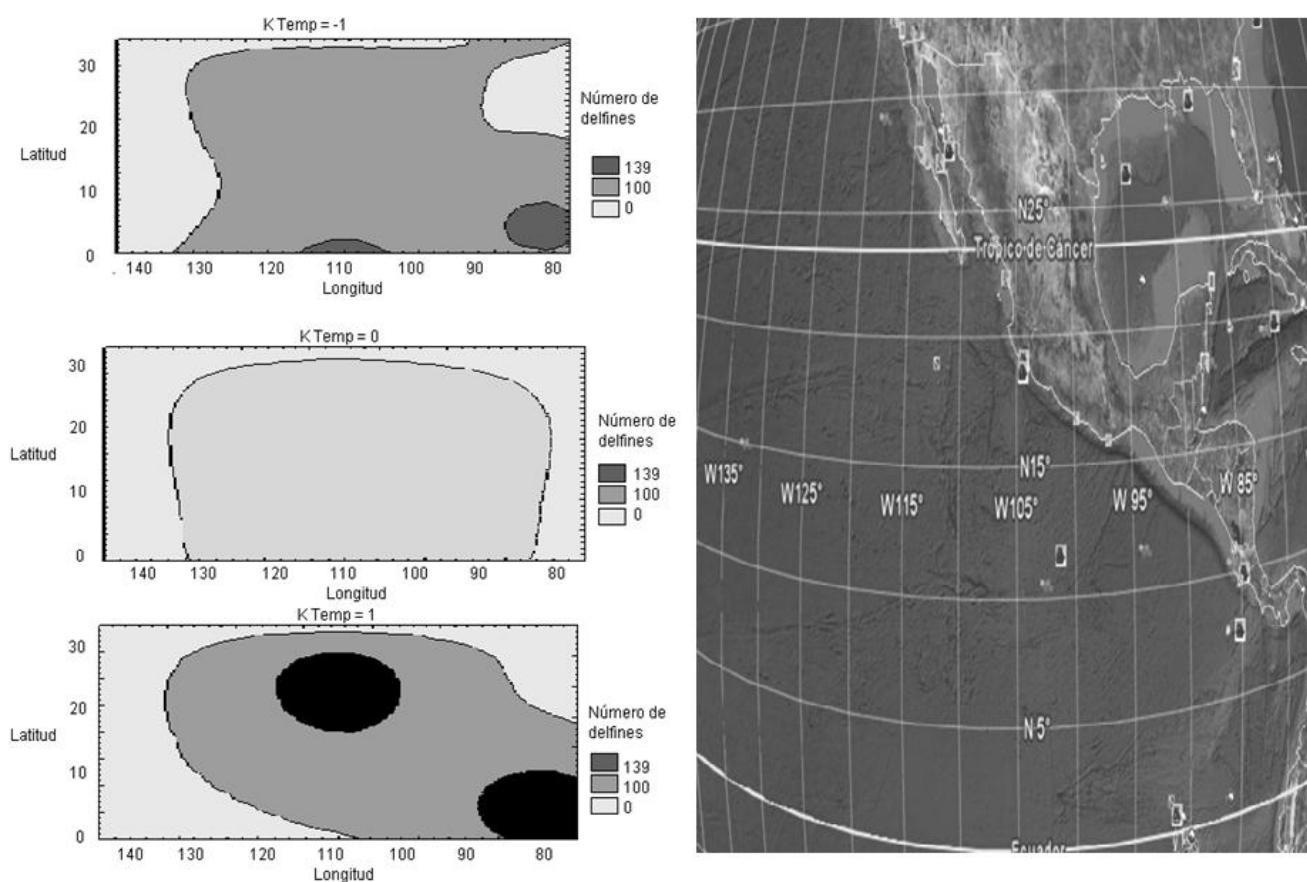 K Temp = -1
30
20
10
0
Latitud
140 130 120 110 100 90 80
Longitud
Número de
delfines
139
100
0
K Temp = 0
30
20
10
0
Latitud
140 130 120 110 100 90 80
Longitud
Número de
delfines
139
100
0
K Temp = 1
30
20
10
0
Latitud
140 130 120 110 100 90 80
Longitud
Número de
delfines
139
100
0
N25°
Trópico de Cáncer
N15°
W135° W125° W115° W105° W 95° W 85°
N 5°
Ecuador